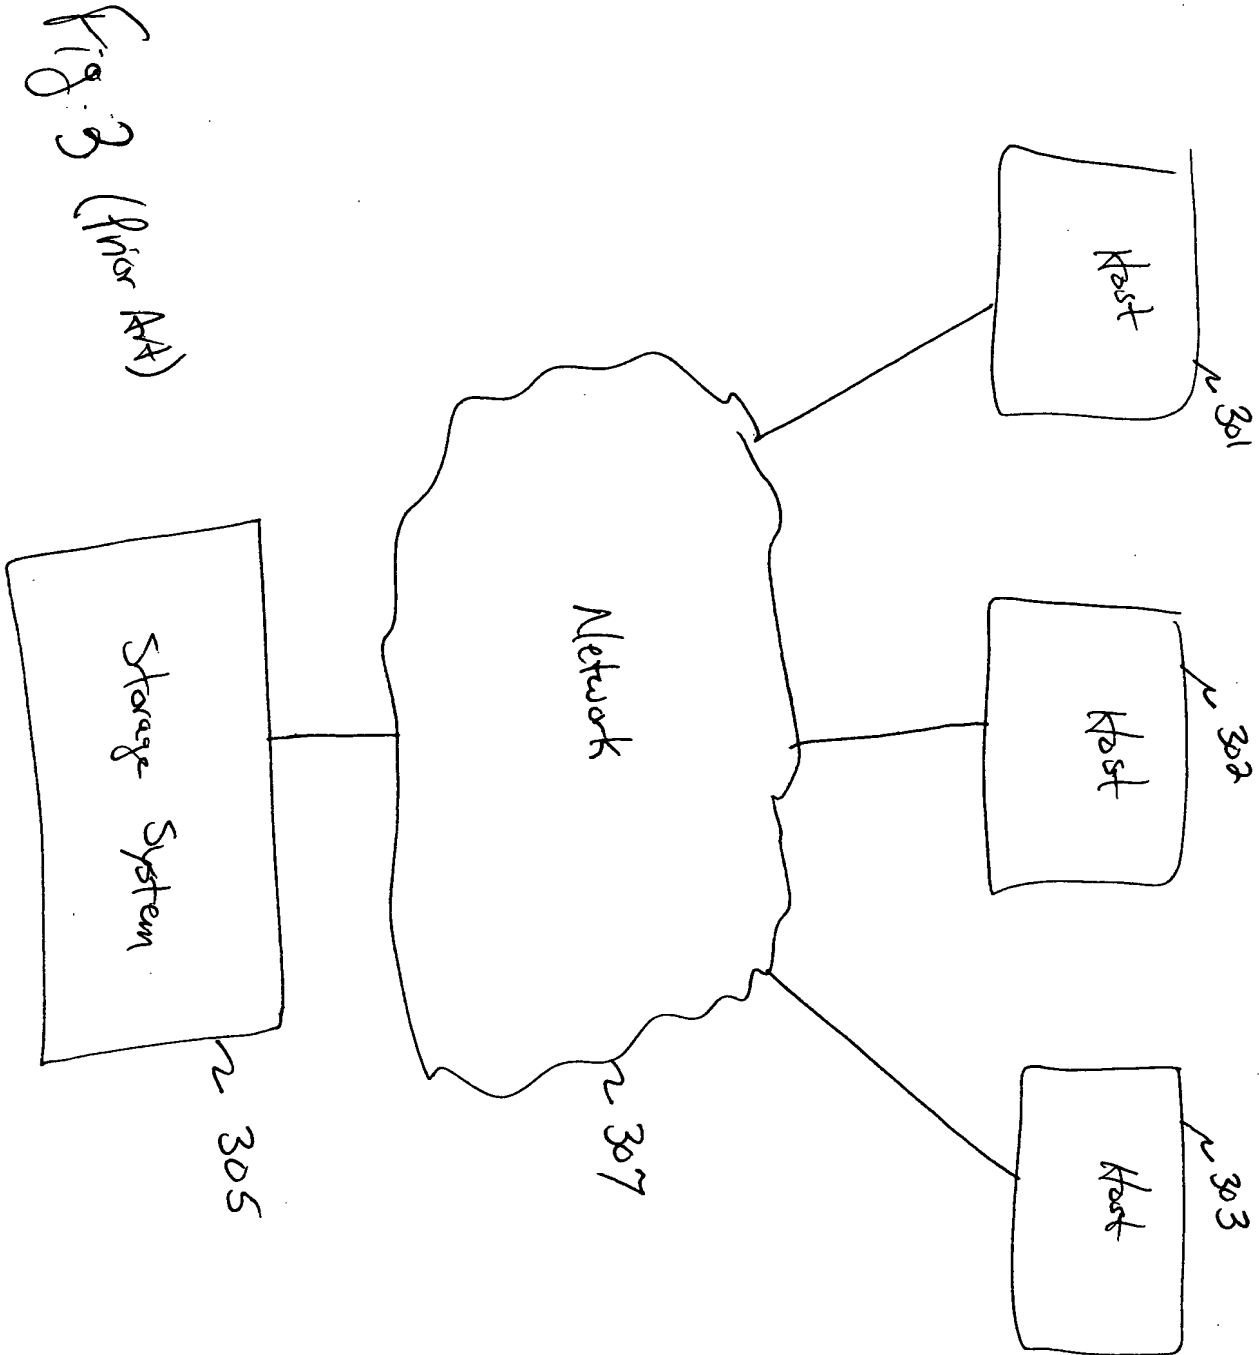 301
302
303
Host
Host
Host
Network
307
305
Storage System
Fig. 3 (Prior Art)